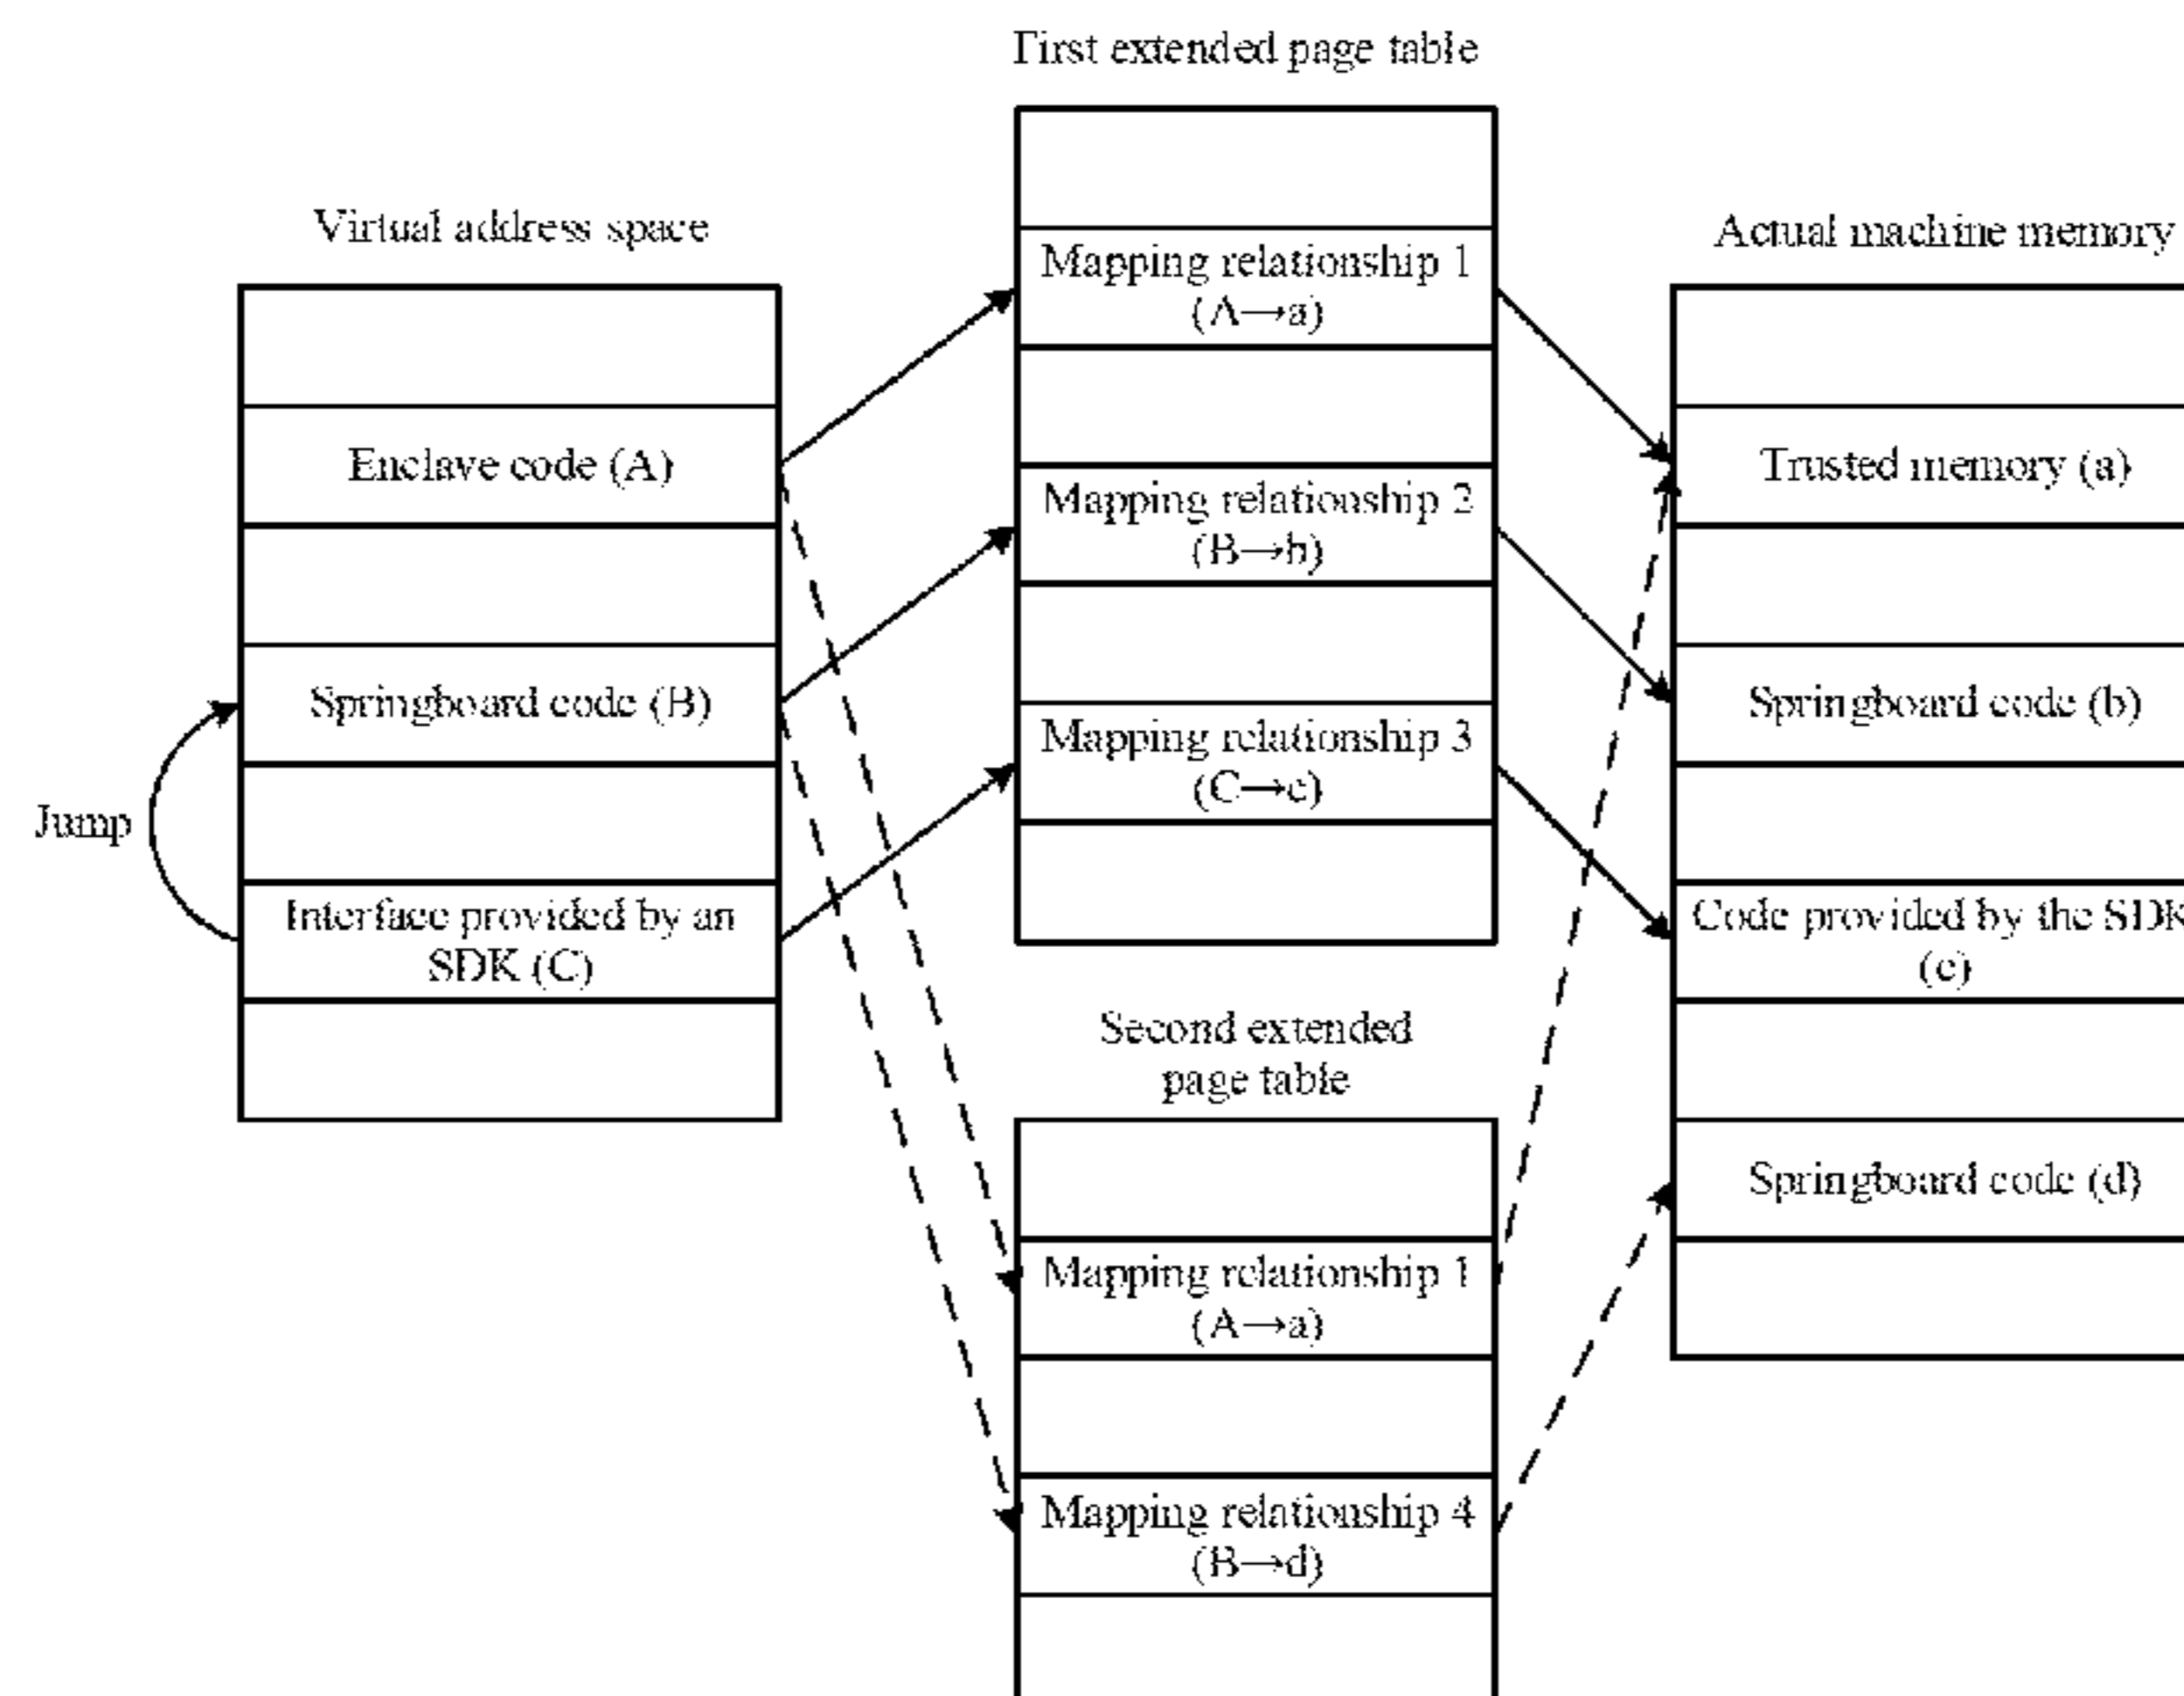 First extended page table
Virtual address space
Actual machine memory
Mapping relationship 1
(A→a)
Enclave code (A)
Trusted memory (a)
Mapping relationship 2
(B→b)
Springboard code (B)
Springboard code (b)
Mapping relationship 3
(C→c)
Jump
Interface provided by an
SDK (C)
Code provided by the SDK
(c)
Second extended
page table
Springboard code (d)
Mapping relationship 1
(A→a)
Mapping relationship 4
(B→d)